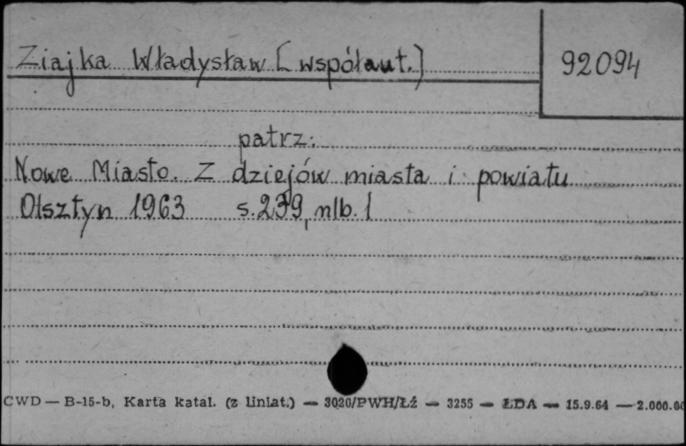 Ziajka Władysław [współaut.]
92094
patrz:
Nowe Miasto. Z dziejów miasta i powiatu
Olsztyn 1963 s. 239, nlb. 1
CWD — B-15-b, Karta katal. (z liniat.) — 3020/PWH/Łź — 3255 — ŁDA — 15.9.64 — 2.000.00